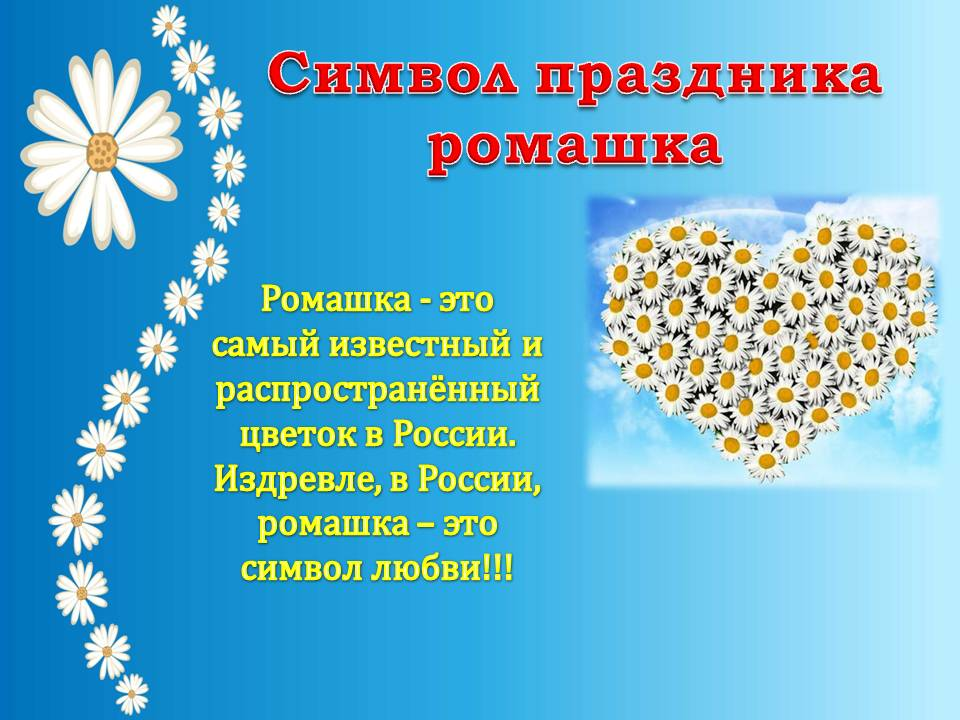 Символ праздника
ромашка
Ромашка - это
самый известный и
распространённый
цветок в России.
Издревле, в России,
ромашка – это
символ любви!!!